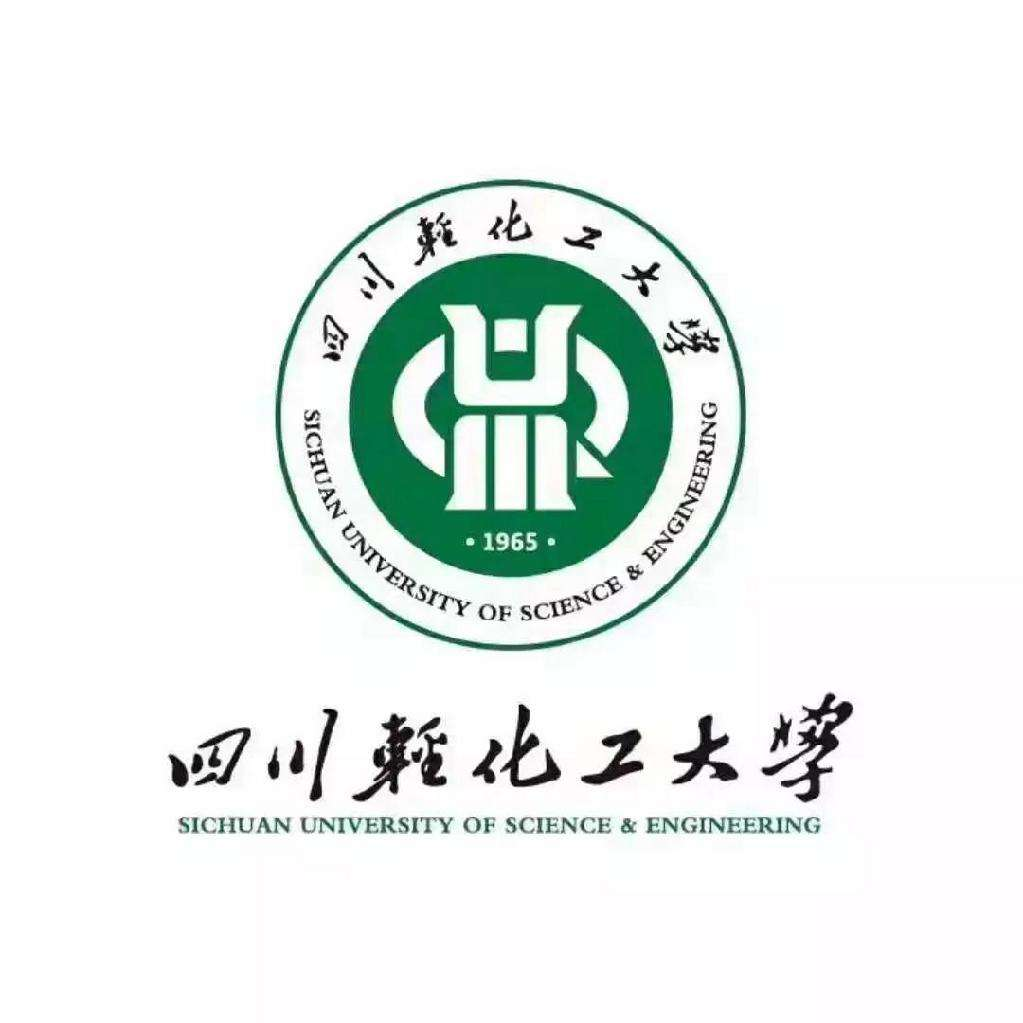 四川輕化工大學
· 1965 ·
SICHUAN UNIVERSITY OF SCIENCE & ENGINEERING
四川輕化工大學
SICHUAN UNIVERSITY OF SCIENCE & ENGINEERING